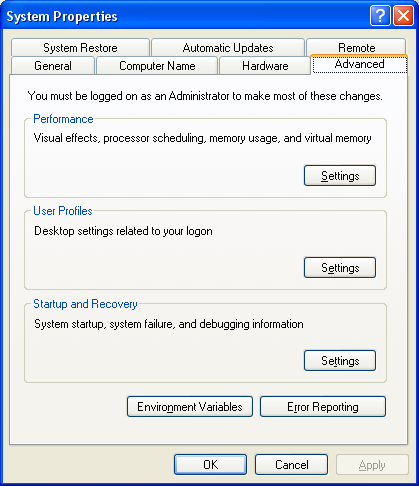 System Properties
System Restore Automatic Updates Remote
General Computer Name Hardware Advanced
You must be logged on as an Administrator to make most of these changes.
Performance
Visual effects, processor scheduling, memory usage, and virtual memory
Settings
User Profiles
Desktop settings related to your logon
Settings
Startup and Recovery
System startup, system failure, and debugging information
Settings
Environment Variables Error Reporting
OK Cancel Apply